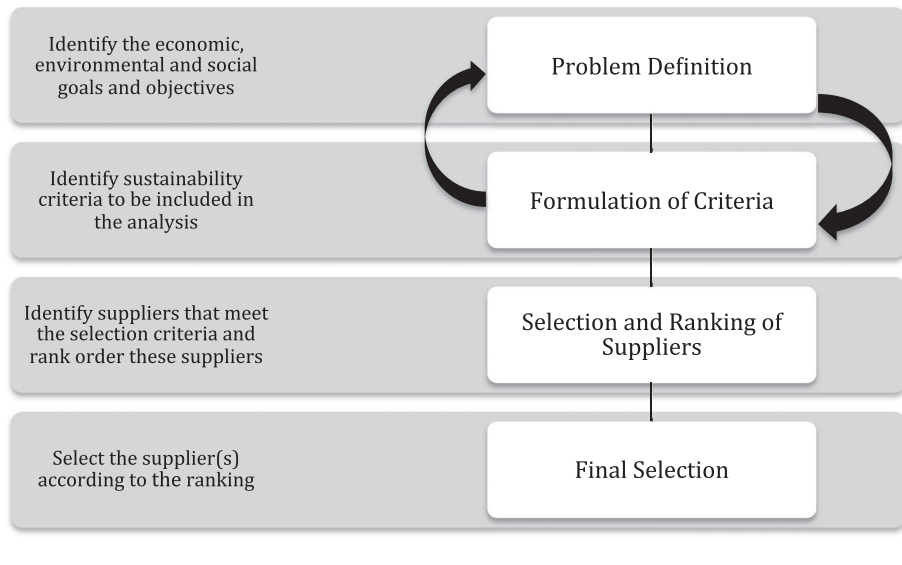 Identify the economic,
environmental and social
goals and objectives
Problem Definition
Identify sustainability
criteria to be included in
the analysis
Formulation of Criteria
Identify suppliers that meet
the selection criteria and
rank order these suppliers
Selection and Ranking of
Suppliers
Select the supplier(s)
according to the ranking
Final Selection